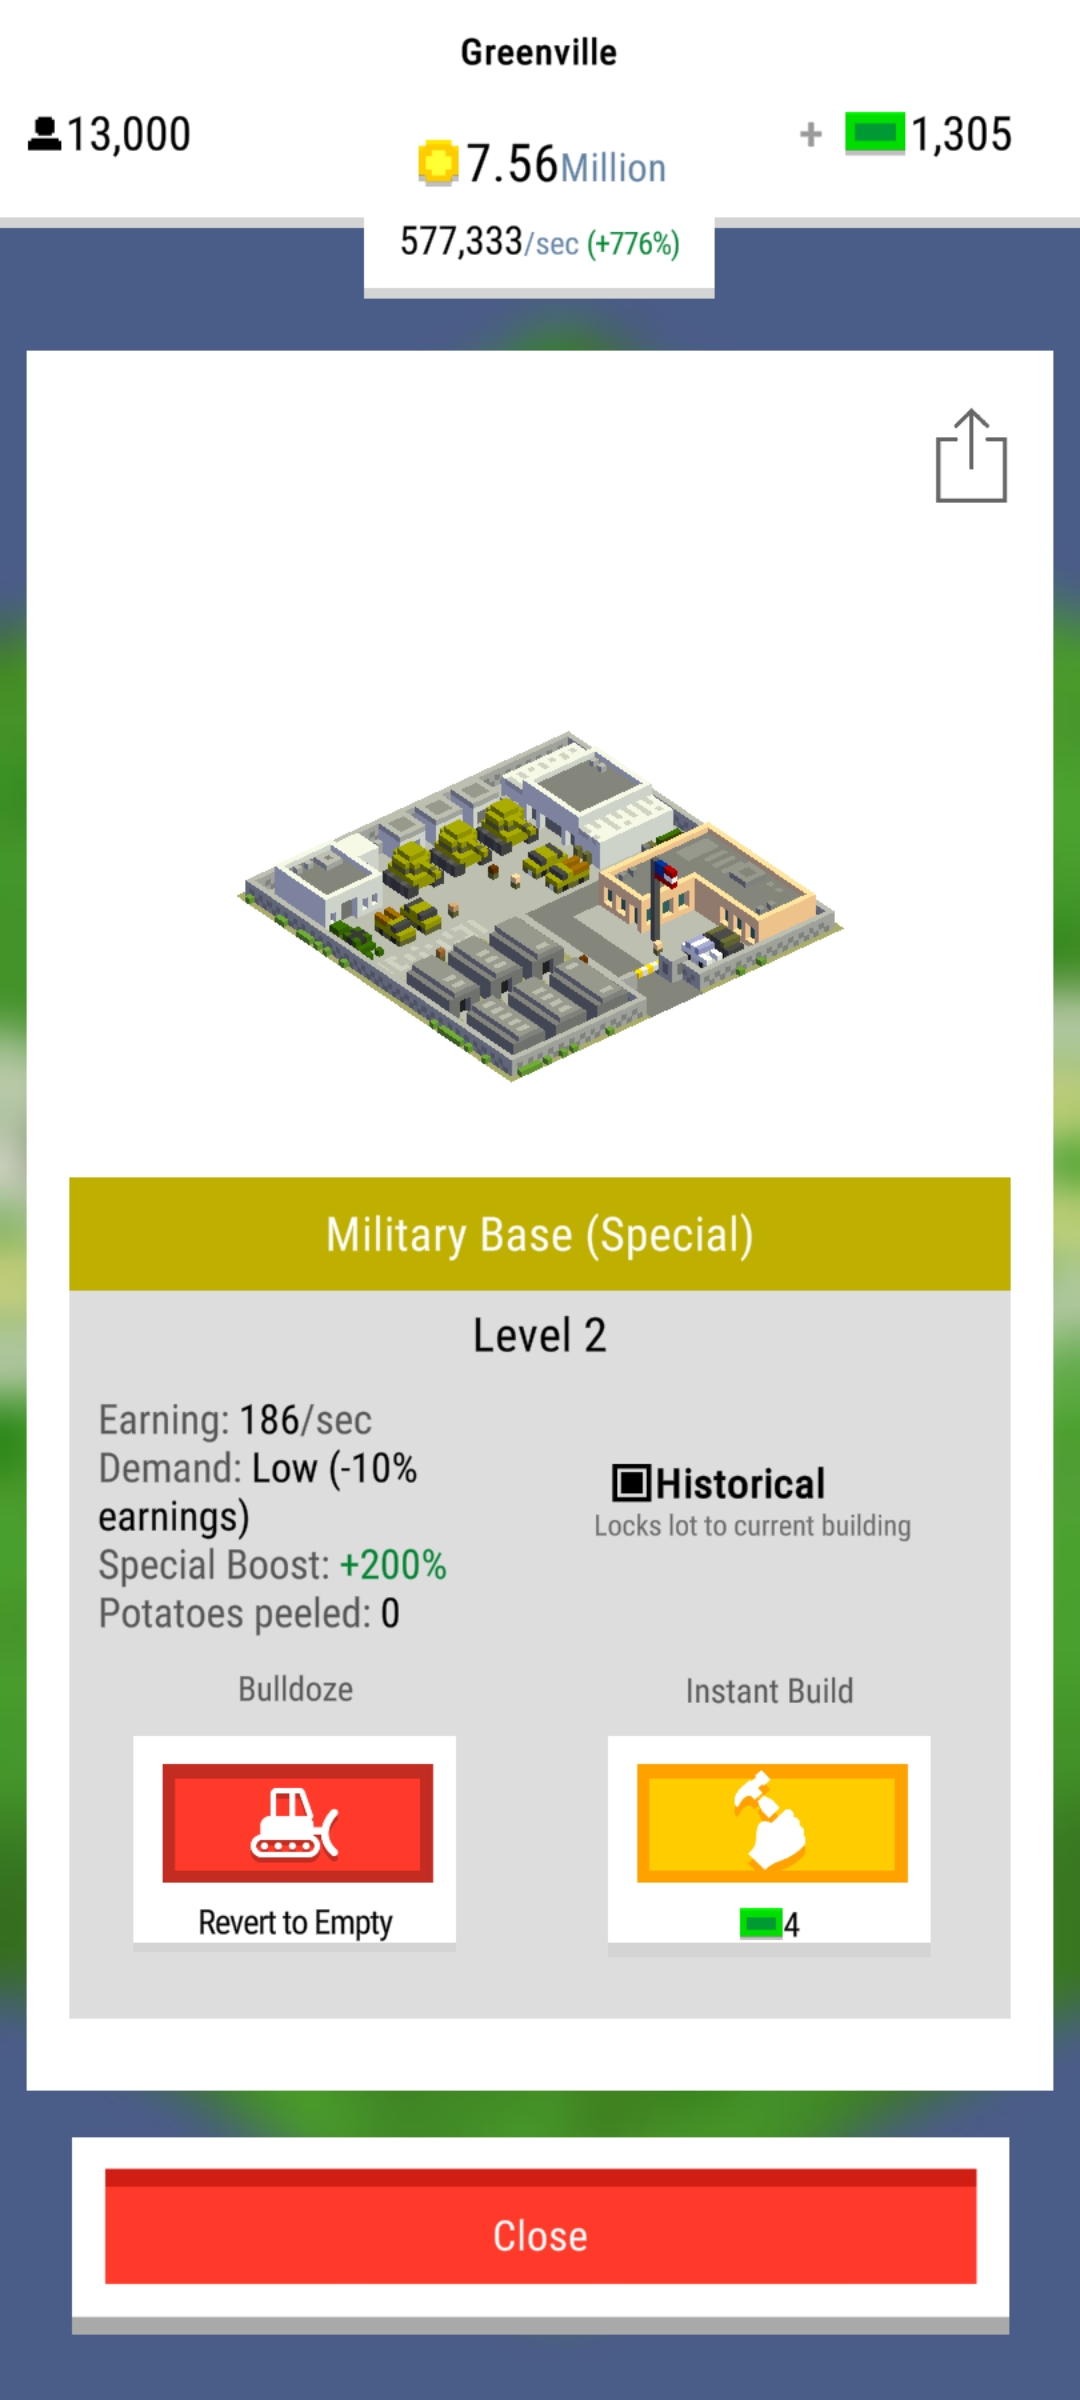 Greenville
13,000
7.56Million
+ 1,305
577,333/sec (+776%)
Military Base (Special)
Level 2
Earning: 186/sec
Demand: Low (-10%
earnings)
Special Boost: +200%
Potatoes peeled: 0
Historical
Locks lot to current building
Bulldoze
Revert to Empty
Instant Build
4
Close